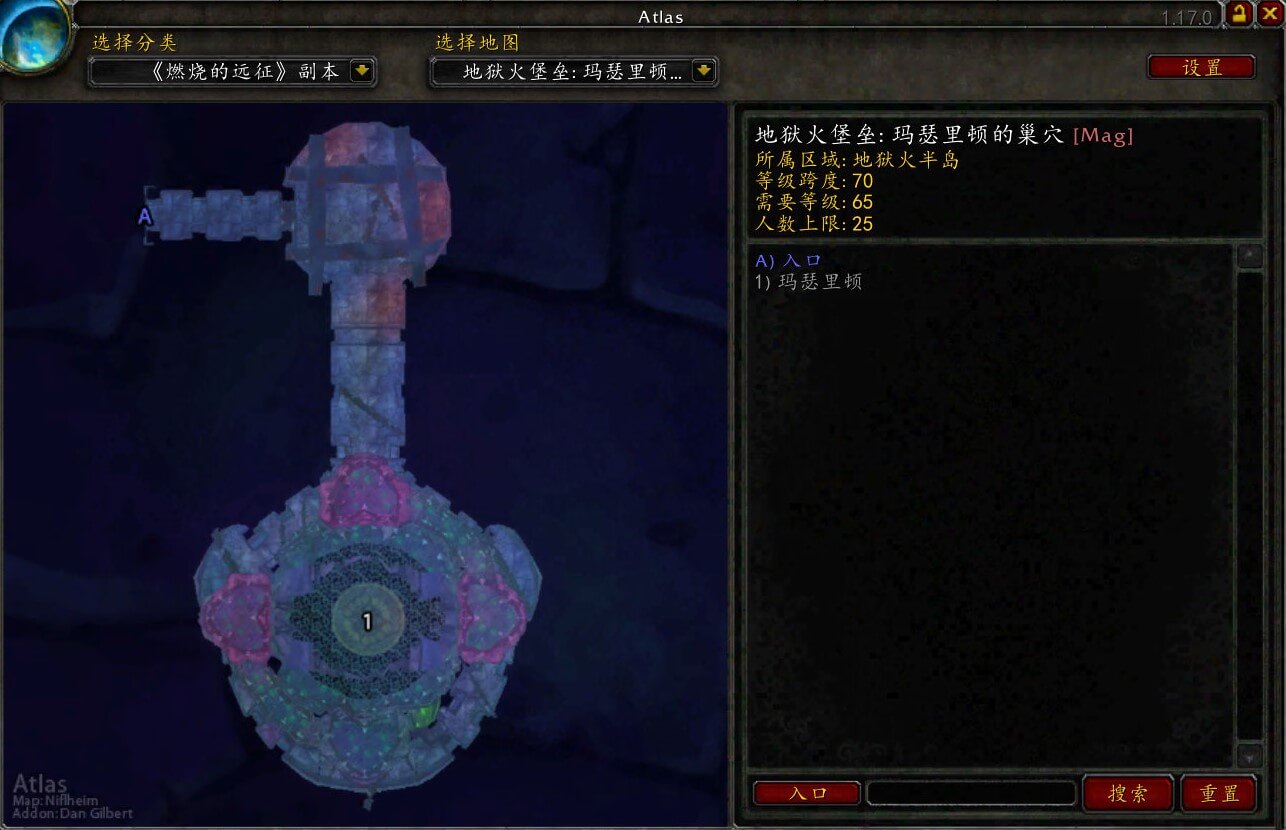 Atlas
1.17.0
选择分类
选择地图
《燃烧的远征》副本
地狱火堡垒: 玛瑟里顿...
设置
地狱火堡垒: 玛瑟里顿的巢穴 [Mag]
所属区域: 地狱火半岛
等级跨度: 70
需要等级: 65
人数上限: 25
A) 入口
1) 玛瑟里顿
A
1
Atlas
Map: Niflheim
Addon: Dan Gilbert
入口
搜索
重置